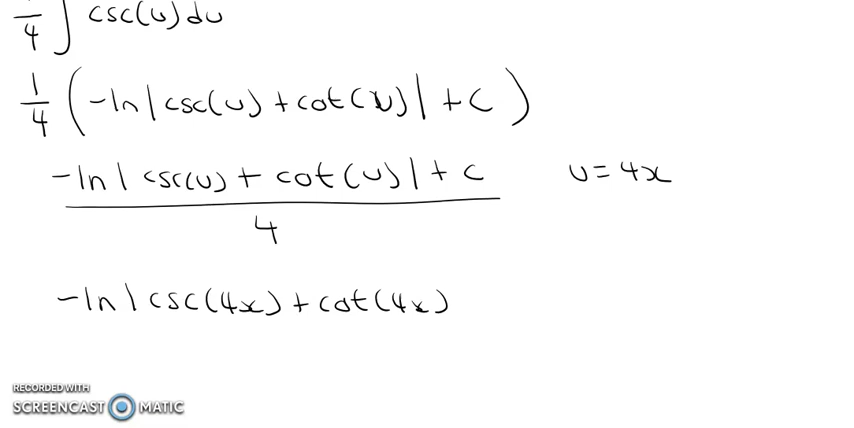 1/4 ∫ csc(u) du
1/4 (-ln|csc(u) + cot(u)| + c)
-ln|csc(u) + cot(u)| + c u = 4x
4
-ln|csc(4x) + cot(4x)
RECORDED WITH
SCREENCAST MATIC